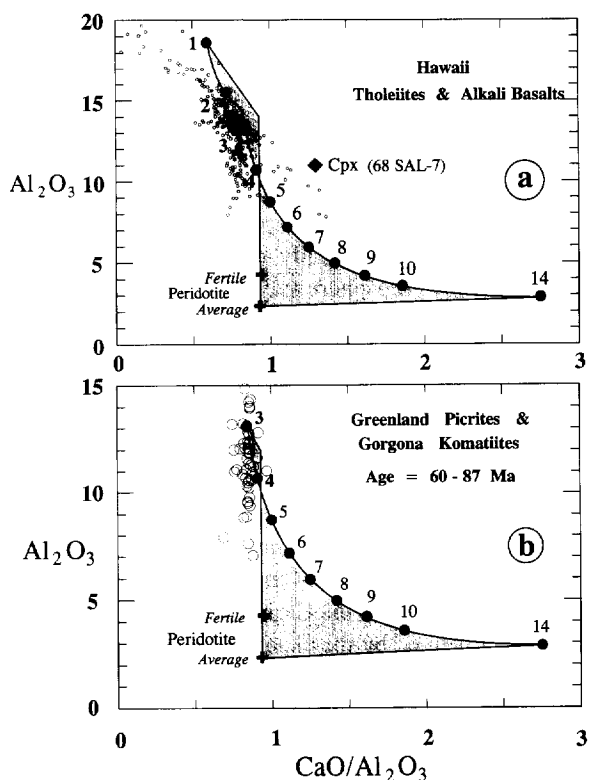 20
15
10
5
0
Al2O3
1
2
3
4
5
6
7
8
9
10
14
Hawaii
Tholeiites & Alkali Basalts
Cpx (68 SAL-7)
a
Fertile
Peridotite
Average
0
1
2
3
15
10
5
0
Al2O3
3
4
5
6
7
8
9
10
14
Greenland Picrites &
Gorgona Komatiites
Age = 60 - 87 Ma
b
Fertile
Peridotite
Average
0
1
2
3
CaO/Al2O3